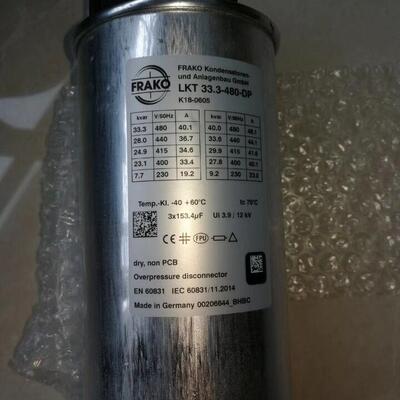 FRAKO
FRAKO Kondensatoren-
und Anlagenbau GmbH
LKT 33.3-480-DP
K18-0605
kvar V/50Hz A kvar V/60Hz A
33.3 480 40.1 40.0 480 48.1
28.0 440 36.7 33.6 440 44.1
24.9 415 34.6 29.9 415 41.6
23.1 400 33.4 27.8 400 40.1
7.7 230 19.2 9.2 230 23.0
Temp.-Kl. -40 +60°C tc 70°C
3x153.4µF Ui 3.9 / 12 kV
CE FPU
dry, non PCB
Overpressure disconnector
EN 60831 IEC 60831/11.2014
Made in Germany 00206644_BHBC